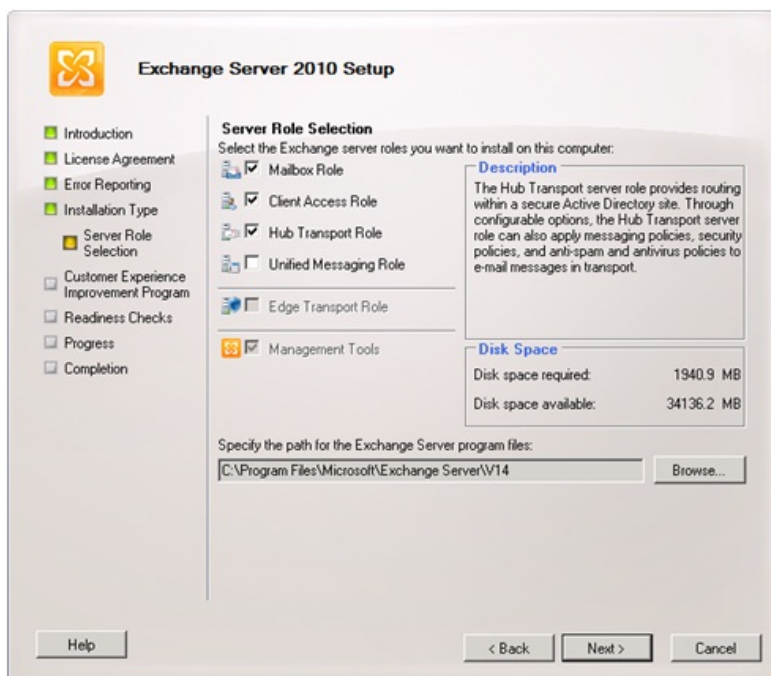 Exchange Server 2010 Setup
Introduction
License Agreement
Error Reporting
Installation Type
Server Role
Selection
Customer Experience
Improvement Program
Readiness Checks
Progress
Completion
Server Role Selection
Select the Exchange server roles you want to install on this computer:
Mailbox Role
Client Access Role
Hub Transport Role
Unified Messaging Role
Edge Transport Role
Management Tools
Description
The Hub Transport server role provides routing
within a secure Active Directory site. Through
configurable options, the Hub Transport server
role can also apply messaging policies, security
policies, and anti-spam and antivirus policies to
e-mail messages in transport.
Disk Space
Disk space required: 1940.9 MB
Disk space available: 34136.2 MB
Specify the path for the Exchange Server program files:
C:\Program Files\Microsoft\Exchange Server\V14
Browse...
Help
< Back
Next >
Cancel